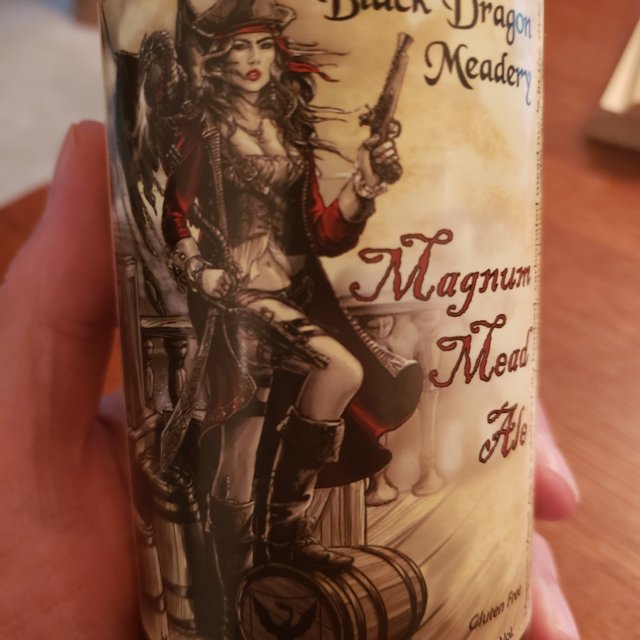 Black Dragon
Meadery
Magnum
Mead
Ale
Gluten Free